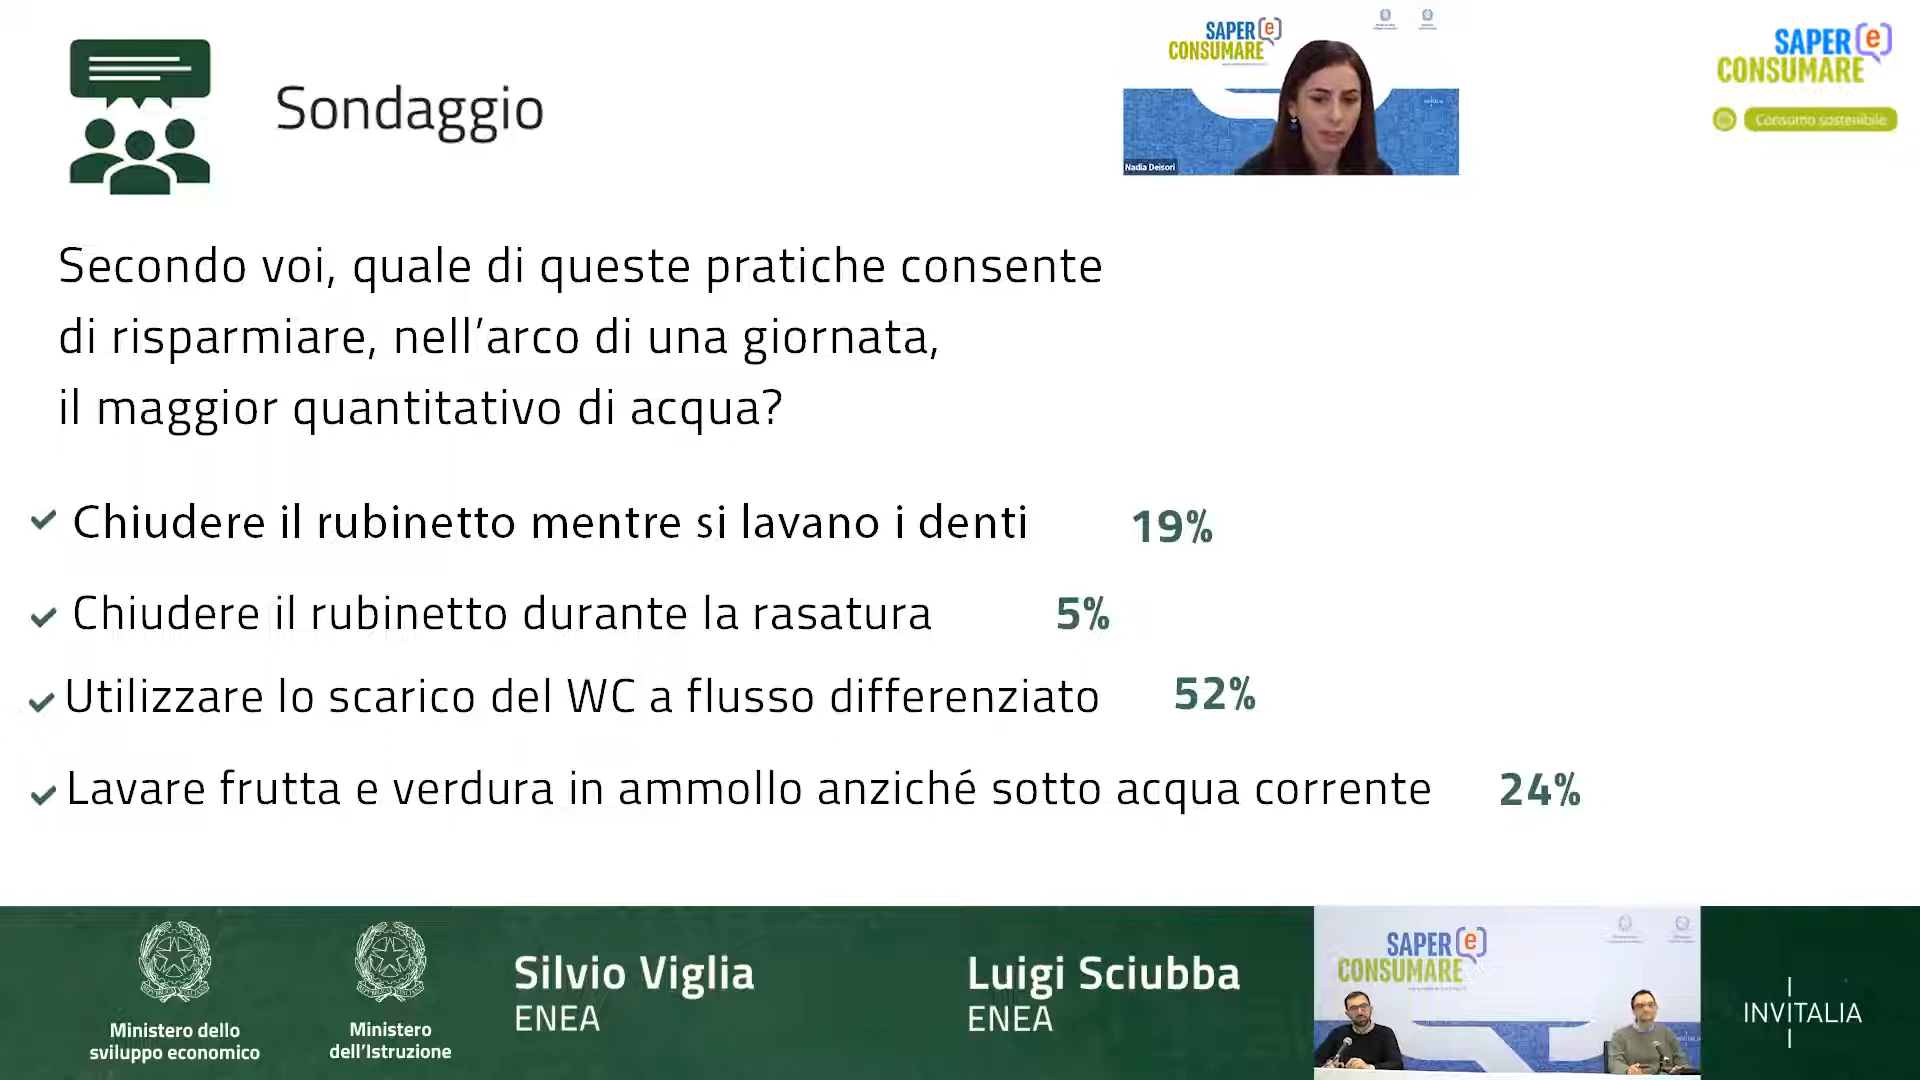 Sondaggio
SAPER(e)
CONSUMARE
Nadia Deisori
SAPER(e)
CONSUMARE
Consumo sostenibile
Secondo voi, quale di queste pratiche consente
di risparmiare, nell’arco di una giornata,
il maggior quantitativo di acqua?
Chiudere il rubinetto mentre si lavano i denti 19%
Chiudere il rubinetto durante la rasatura 5%
Utilizzare lo scarico del WC a flusso differenziato 52%
Lavare frutta e verdura in ammollo anziché sotto acqua corrente 24%
Ministero dello
sviluppo economico
Ministero
dell’Istruzione
Silvio Viglia
ENEA
Luigi Sciubba
ENEA
SAPER(e)
CONSUMARE
INVITALIA